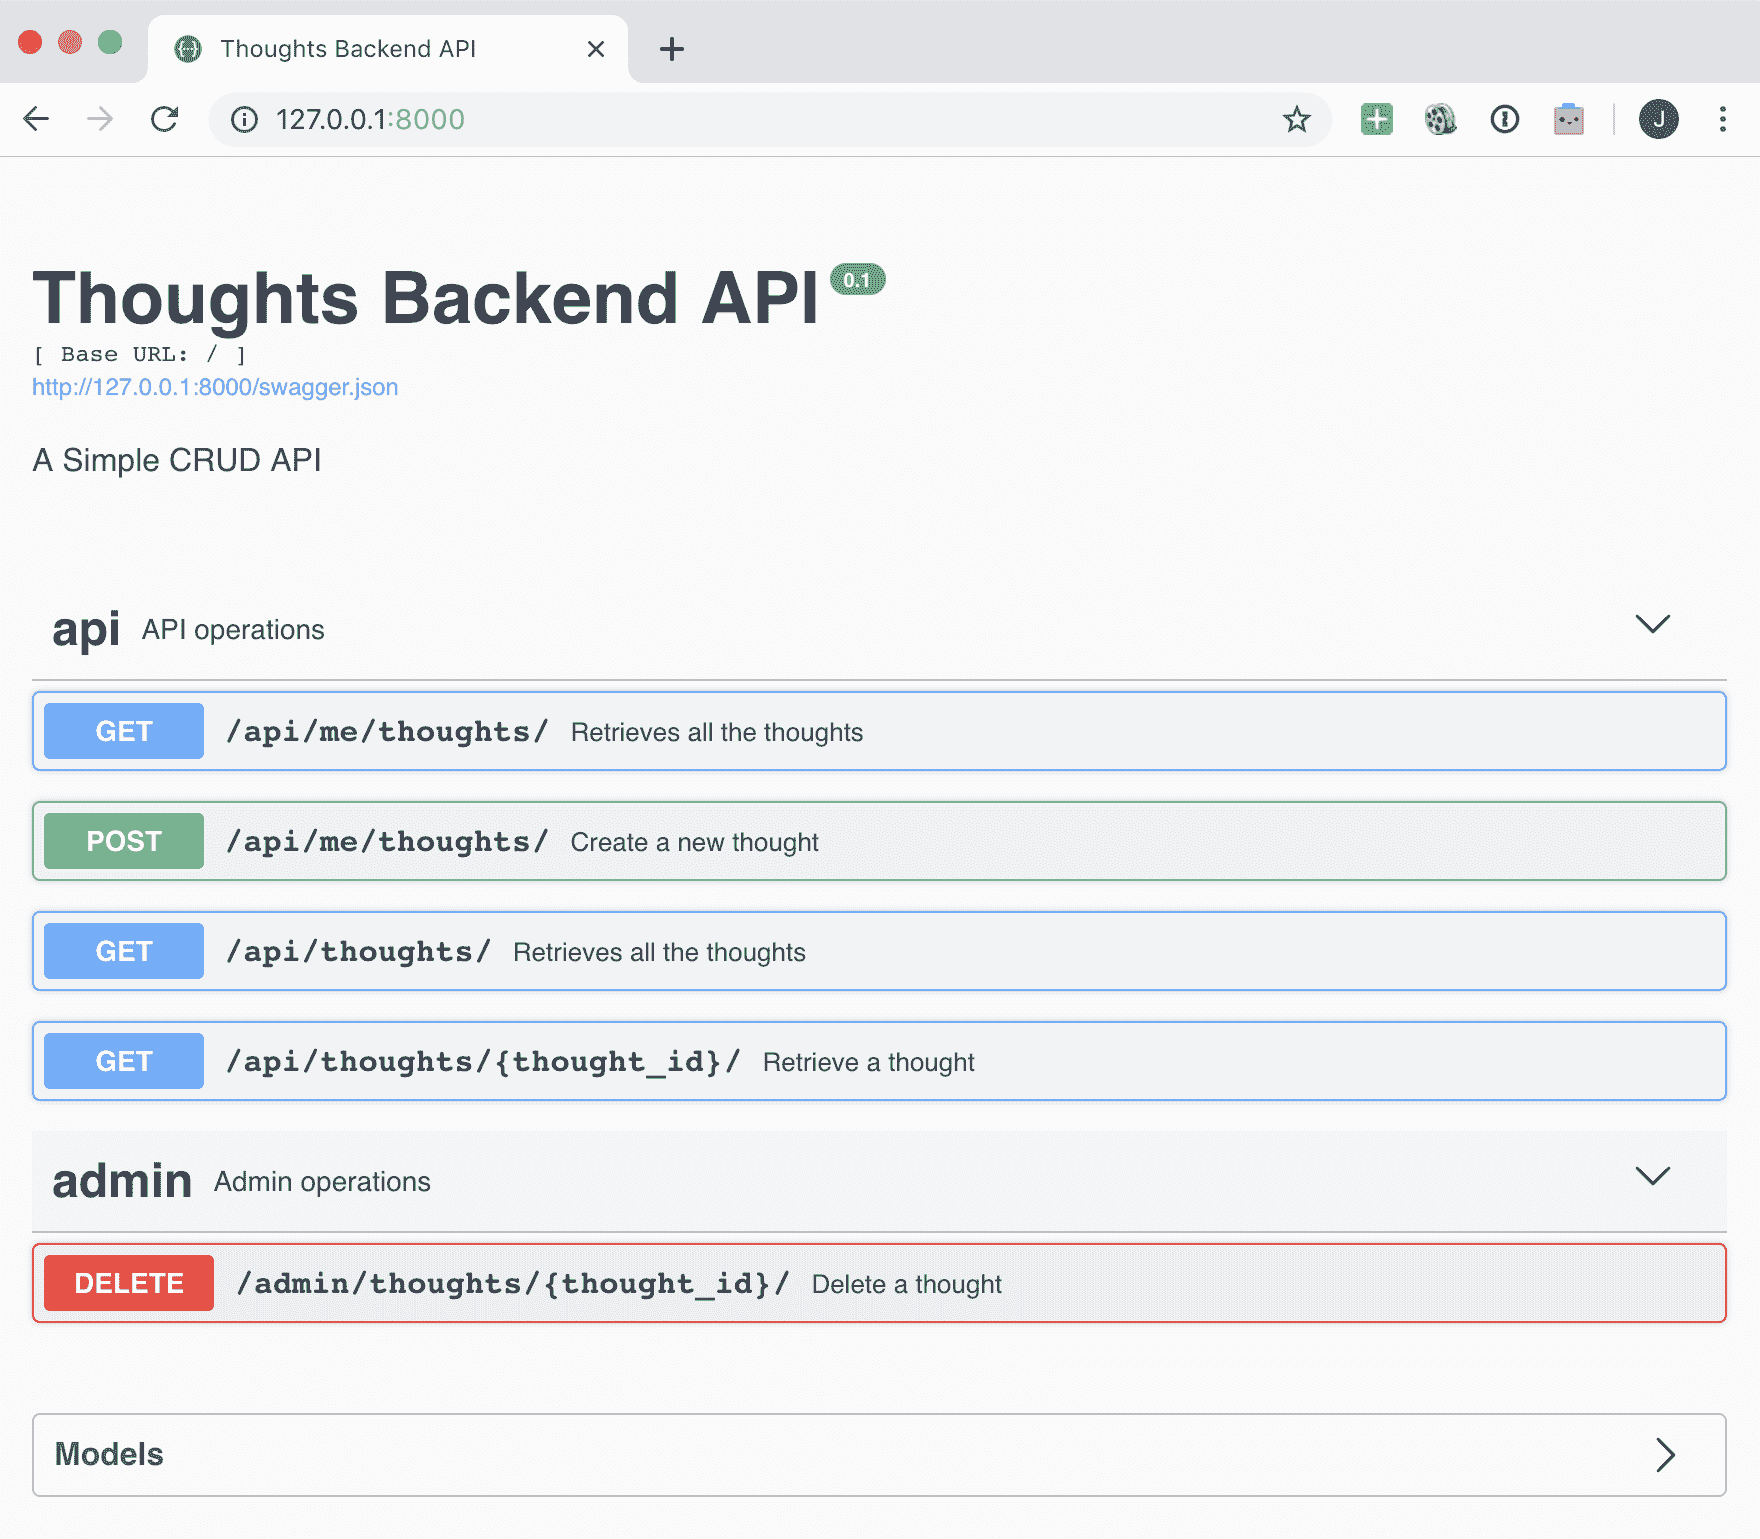 Thoughts Backend API
127.0.0.1:8000
J
Thoughts Backend API 0.1
[ Base URL: / ]
http://127.0.0.1:8000/swagger.json
A Simple CRUD API
api API operations
GET /api/me/thoughts/ Retrieves all the thoughts
POST /api/me/thoughts/ Create a new thought
GET /api/thoughts/ Retrieves all the thoughts
GET /api/thoughts/{thought_id}/ Retrieve a thought
admin Admin operations
DELETE /admin/thoughts/{thought_id}/ Delete a thought
Models